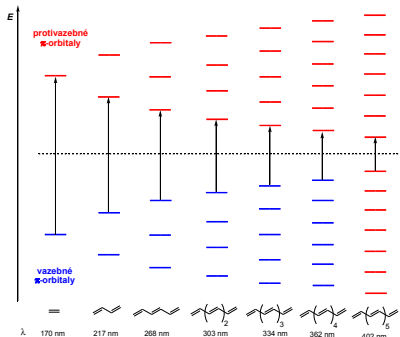 E
protivazebné
π-orbitaly
vazebné
π-orbitaly
2 3 4 5
λ 170 nm 217 nm 268 nm 303 nm 334 nm 362 nm 402 nm